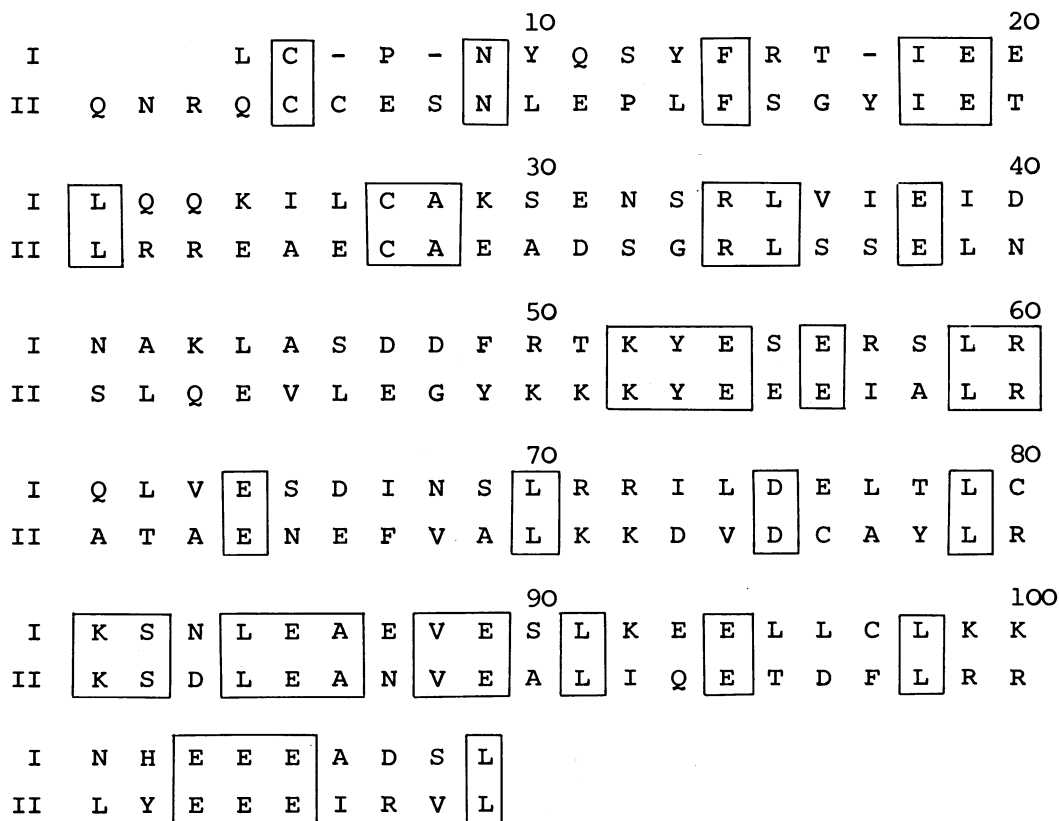 10 20
I L C - P - N Y Q S Y F R T - I E E
II Q N R Q C C E S N L E P L F S G Y I E T
30 40
I L Q Q K I L C A K S E N S R L V I E I D
II L R R E A E C A E A D S G R L S S E L N
50 60
I N A K L A S D D F R T K Y E S E R S L R
II S L Q E V L E G Y K K K Y E E E I A L R
70 80
I Q L V E S D I N S L R R I L D E L T L C
II A T A E N E F V A L K K D V D C A Y L R
90 100
I K S N L E A E V E S L K E E L L C L K K
II K S D L E A N V E A L I Q E T D F L R R
I N H E E E A D S L
II L Y E E E I R V L